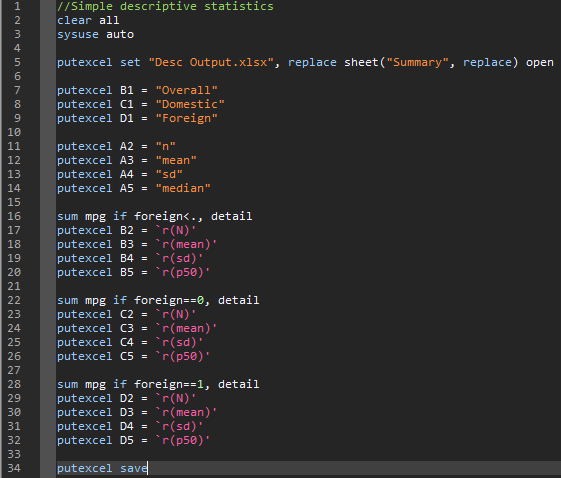 1 //Simple descriptive statistics
2 clear all
3 sysuse auto
4
5 putexcel set "Desc Output.xlsx", replace sheet("Summary", replace) open
6
7 putexcel B1 = "Overall"
8 putexcel C1 = "Domestic"
9 putexcel D1 = "Foreign"
10
11 putexcel A2 = "n"
12 putexcel A3 = "mean"
13 putexcel A4 = "sd"
14 putexcel A5 = "median"
15
16 sum mpg if foreign<., detail
17 putexcel B2 = `r(N)'
18 putexcel B3 = `r(mean)'
19 putexcel B4 = `r(sd)'
20 putexcel B5 = `r(p50)'
21
22 sum mpg if foreign==0, detail
23 putexcel C2 = `r(N)'
24 putexcel C3 = `r(mean)'
25 putexcel C4 = `r(sd)'
26 putexcel C5 = `r(p50)'
27
28 sum mpg if foreign==1, detail
29 putexcel D2 = `r(N)'
30 putexcel D3 = `r(mean)'
31 putexcel D4 = `r(sd)'
32 putexcel D5 = `r(p50)'
33
34 putexcel save